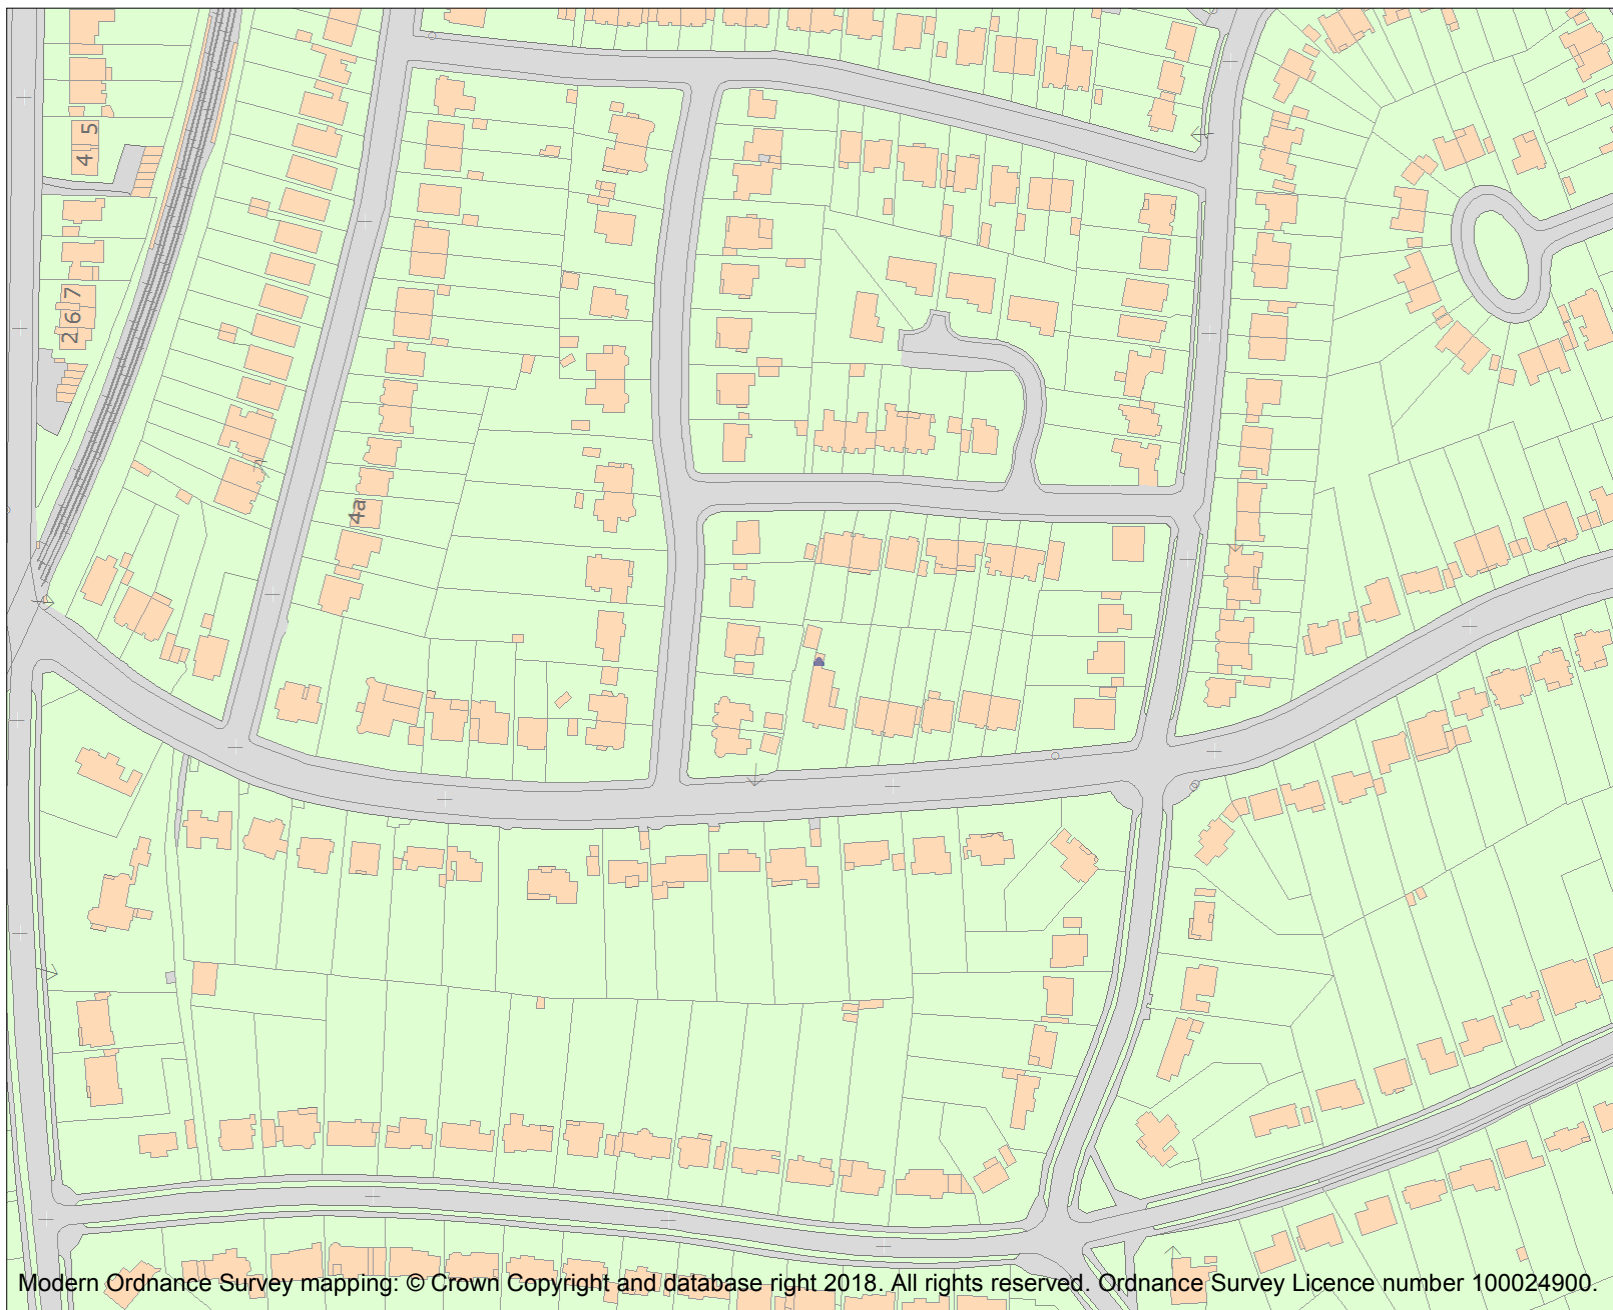 4 5
2 6 7
4a
Modern Ordnance Survey mapping: © Crown Copyright and database right 2018. All rights reserved. Ordnance Survey Licence number 100024900.